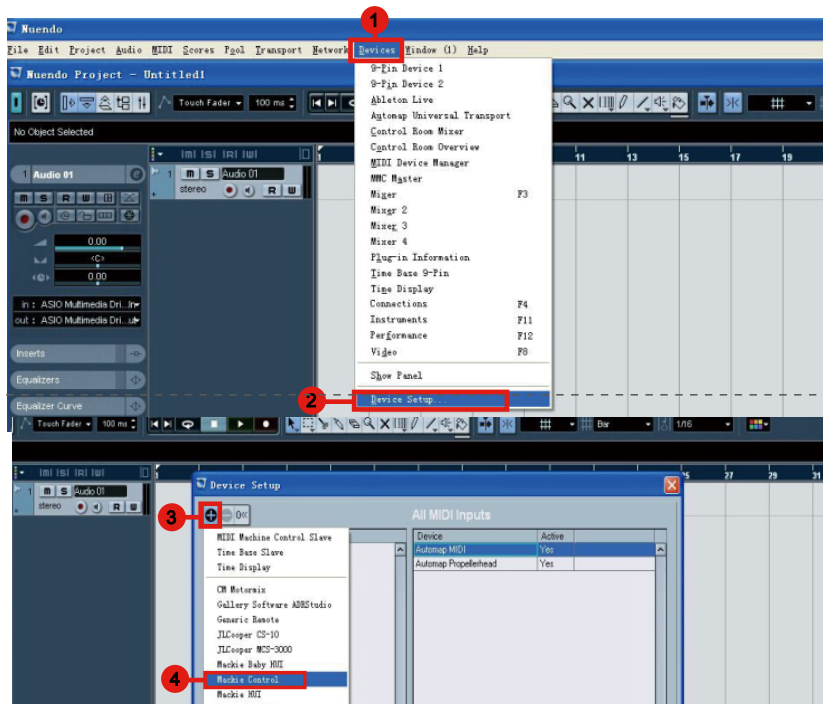 1
Nuendo
File Edit Project Audio MIDI Scores Pool Transport Network Devices Window (1) Help
Nuendo Project - Untitled1
Touch Fader 100 ms
No Object Selected
1 Audio 01
M S R W
0.00
<C>
0.00
in : ASIO Multimedia Dri...In
out : ASIO Multimedia Dri...ut
Inserts
Equalizers
Equalizer Curve
1 M S Audio 01
stereo R W
9-Pin Device 1
9-Pin Device 2
Ableton Live
Automap Universal Transport
Control Room Mixer
Control Room Overview
MIDI Device Manager
MMC Master
Mixer F3
Mixer 2
Mixer 3
Mixer 4
Plug-in Information
Time Base 9-Pin
Time Display
Connections F4
Instruments F11
Performance F12
Video F8
Show Panel
2
Device Setup...
11 13 15 17 19
Touch Fader 100 ms Bar 1/16
25 27 29 31
1 M S Audio 01
stereo R W
Device Setup
3
All MIDI Inputs
Device Active
Automap MIDI Yes
Automap Propellerhead Yes
MIDI Machine Control Slave
Time Base Slave
Time Display
CM Motormix
Gallery Software ADRStudio
Generic Remote
JLCooper CS-10
JLCooper MCS-3000
Mackie Baby HUI
4
Mackie Control
Mackie HUI